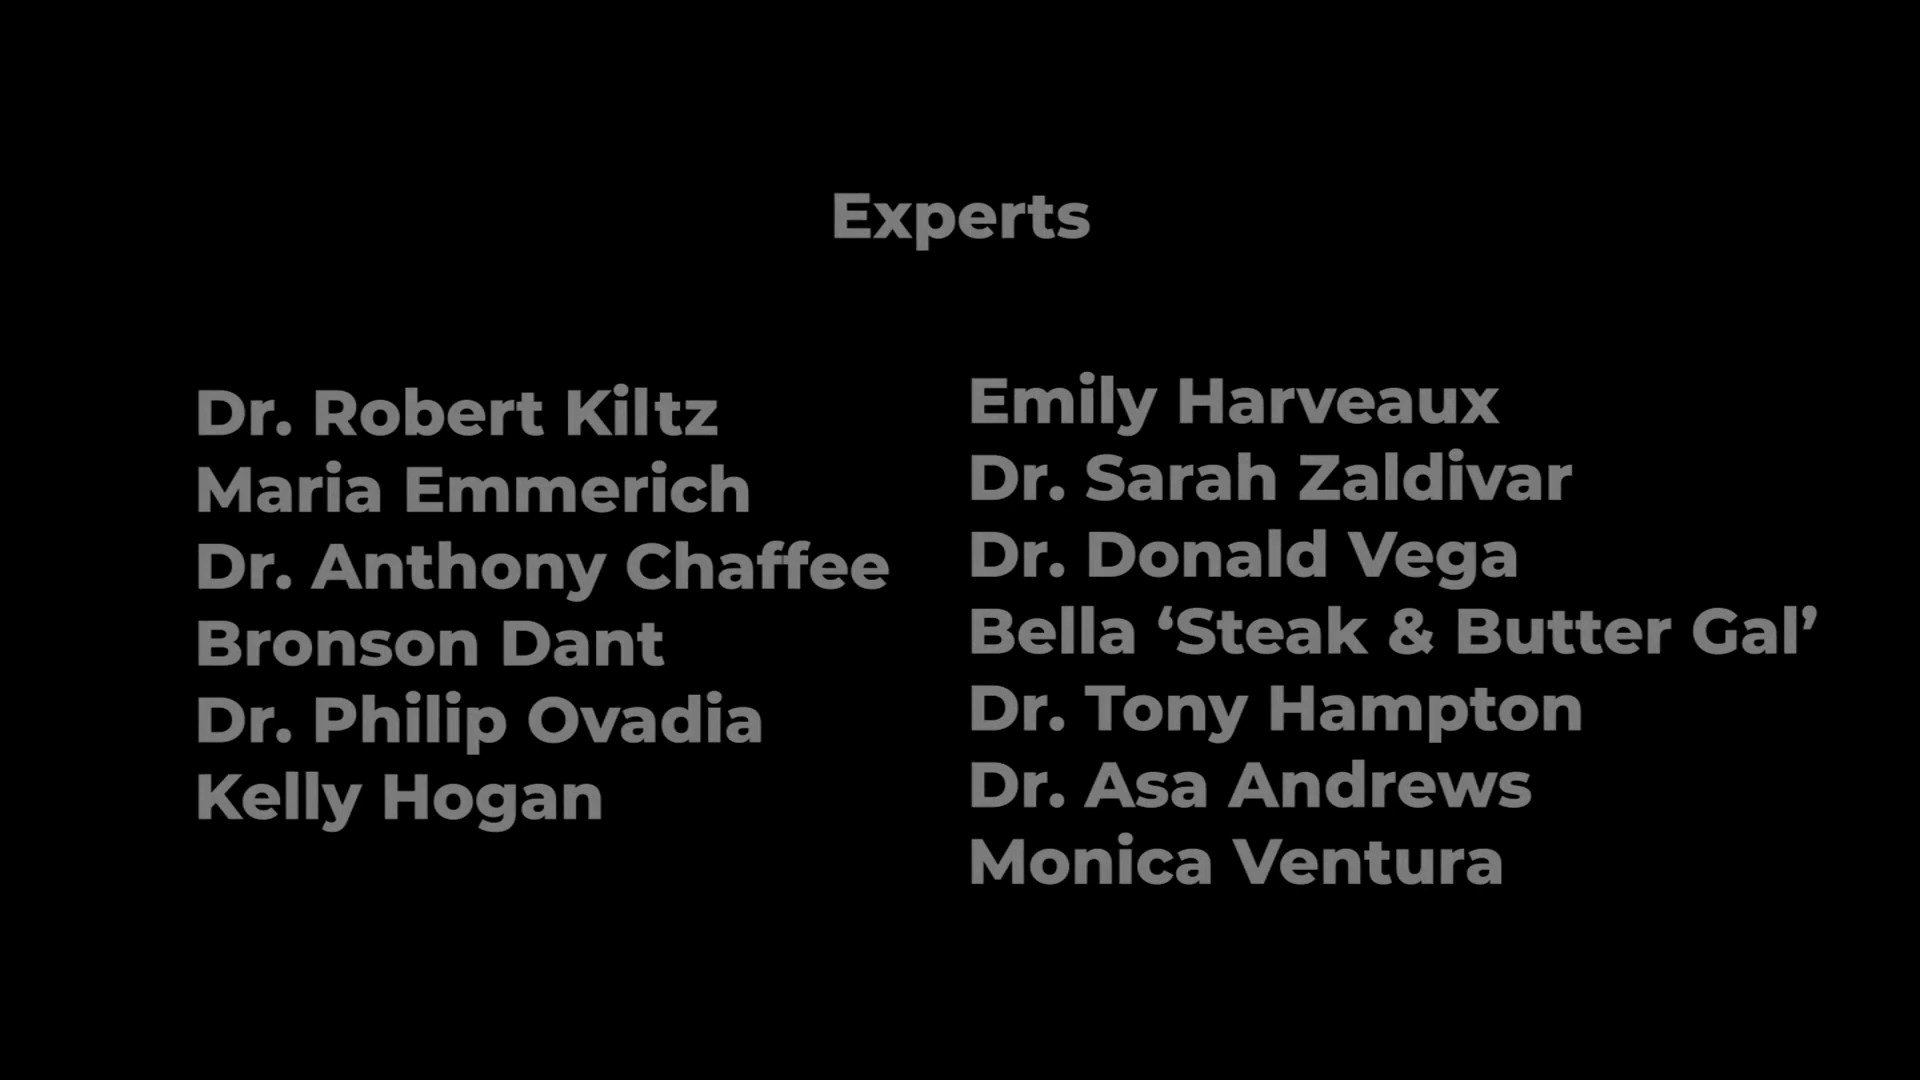 Experts
Dr. Robert Kiltz
Maria Emmerich
Dr. Anthony Chaffee
Bronson Dant
Dr. Philip Ovadia
Kelly Hogan
Emily Harveaux
Dr. Sarah Zaldivar
Dr. Donald Vega
Bella ‘Steak & Butter Gal’
Dr. Tony Hampton
Dr. Asa Andrews
Monica Ventura